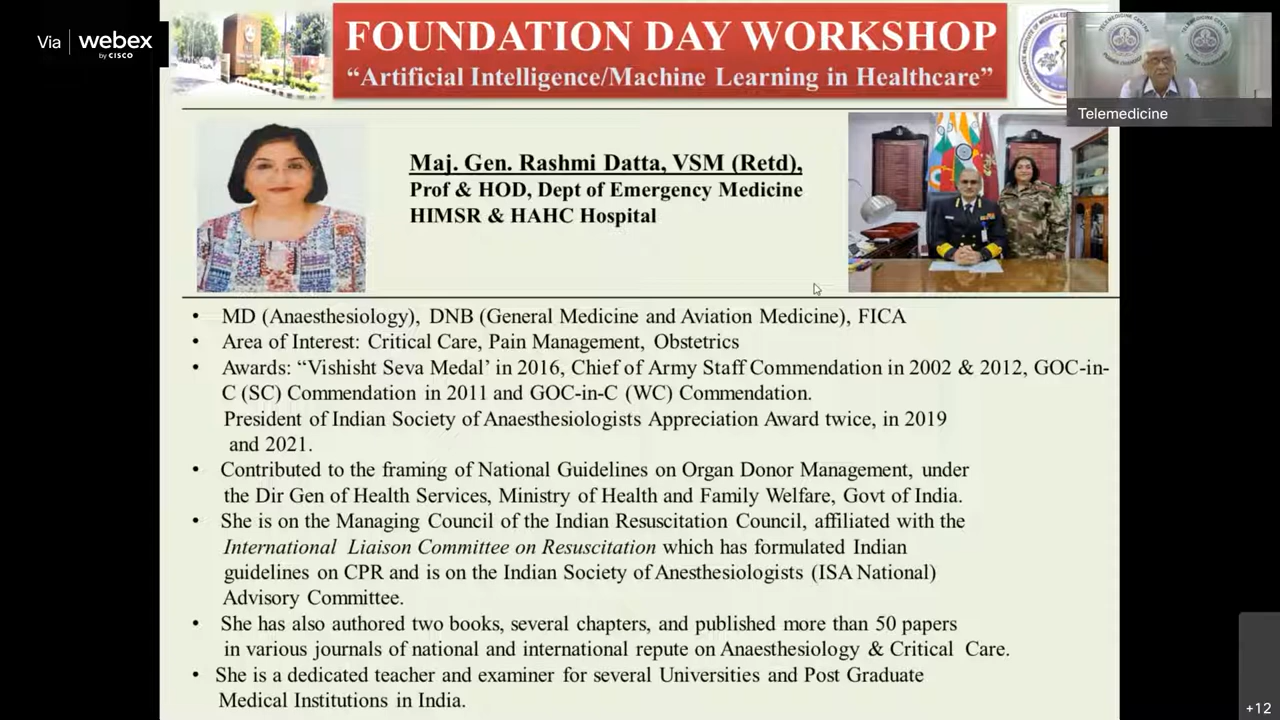 Via webex
by CISCO
FOUNDATION DAY WORKSHOP
“Artificial Intelligence/Machine Learning in Healthcare”
Telemedicine
Maj. Gen. Rashmi Datta, VSM (Retd),
Prof & HOD, Dept of Emergency Medicine
HIMSR & HAHC Hospital
• MD (Anaesthesiology), DNB (General Medicine and Aviation Medicine), FICA
• Area of Interest: Critical Care, Pain Management, Obstetrics
• Awards: “Vishisht Seva Medal’ in 2016, Chief of Army Staff Commendation in 2002 & 2012, GOC-in-
C (SC) Commendation in 2011 and GOC-in-C (WC) Commendation.
President of Indian Society of Anaesthesiologists Appreciation Award twice, in 2019
and 2021.
• Contributed to the framing of National Guidelines on Organ Donor Management, under
the Dir Gen of Health Services, Ministry of Health and Family Welfare, Govt of India.
• She is on the Managing Council of the Indian Resuscitation Council, affiliated with the
International Liaison Committee on Resuscitation which has formulated Indian
guidelines on CPR and is on the Indian Society of Anesthesiologists (ISA National)
Advisory Committee.
• She has also authored two books, several chapters, and published more than 50 papers
in various journals of national and international repute on Anaesthesiology & Critical Care.
• She is a dedicated teacher and examiner for several Universities and Post Graduate
Medical Institutions in India.
+12